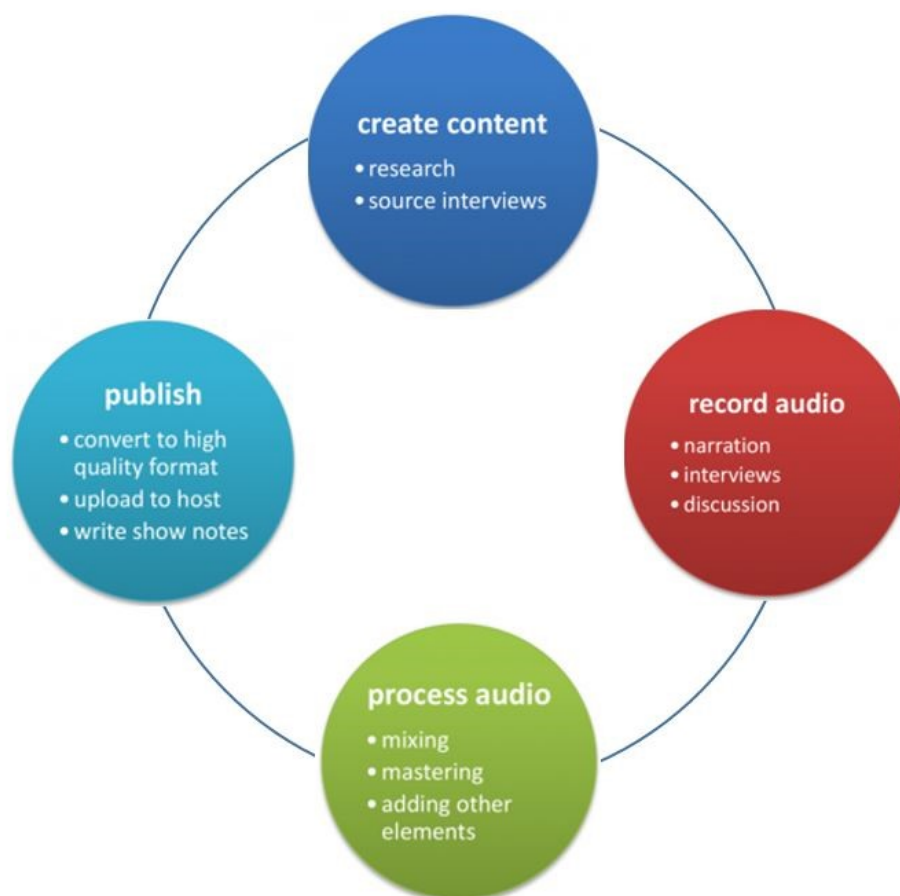 create content
• research
• source interviews
record audio
• narration
• interviews
• discussion
process audio
• mixing
• mastering
• adding other
elements
publish
• convert to high
quality format
• upload to host
• write show notes